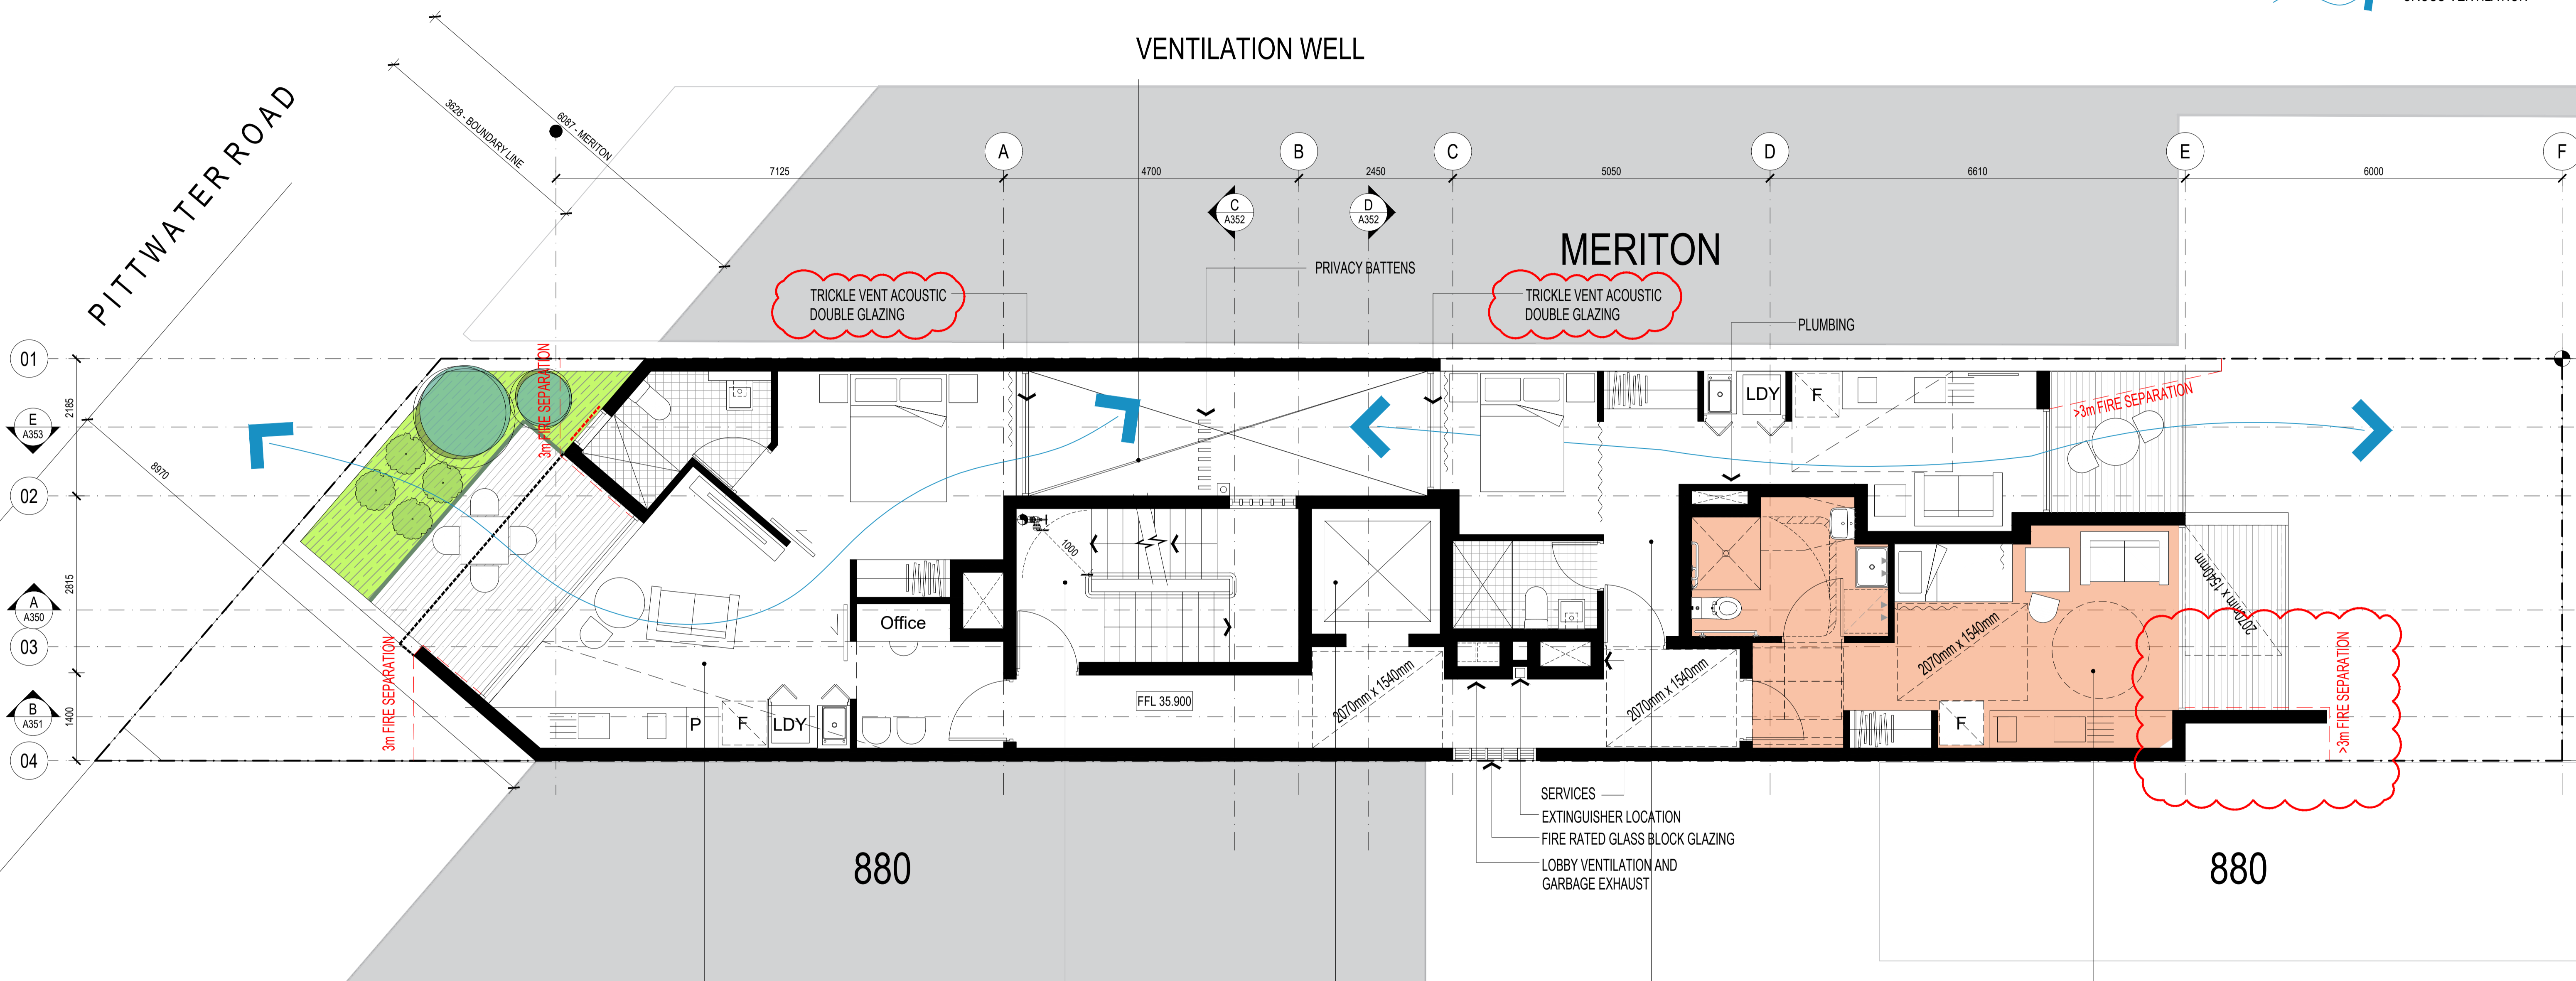 VENTILATION WELL
PITTWATER ROAD
3628 - BOUNDARY LINE
6087 - MERITON
A
B
C
D
E
F
7125
4700
2450
5050
6610
6000
C
A352
D
A352
MERITON
PRIVACY BATTENS
TRICKLE VENT ACOUSTIC
DOUBLE GLAZING
TRICKLE VENT ACOUSTIC
DOUBLE GLAZING
PLUMBING
01
2185
E
A353
02
8970
2815
A
A350
03
B
A351
1400
04
3m FIRE SEPARATION
3m FIRE SEPARATION
>3m FIRE SEPARATION
>3m FIRE SEPARATION
LDY
F
1000
Office
P
F
LDY
FFL 35.900
2070mm x 1540mm
2070mm x 1540mm
2070mm x 1540mm
2070mm x 1540mm
F
SERVICES
EXTINGUISHER LOCATION
FIRE RATED GLASS BLOCK GLAZING
LOBBY VENTILATION AND
GARBAGE EXHAUST
880
880